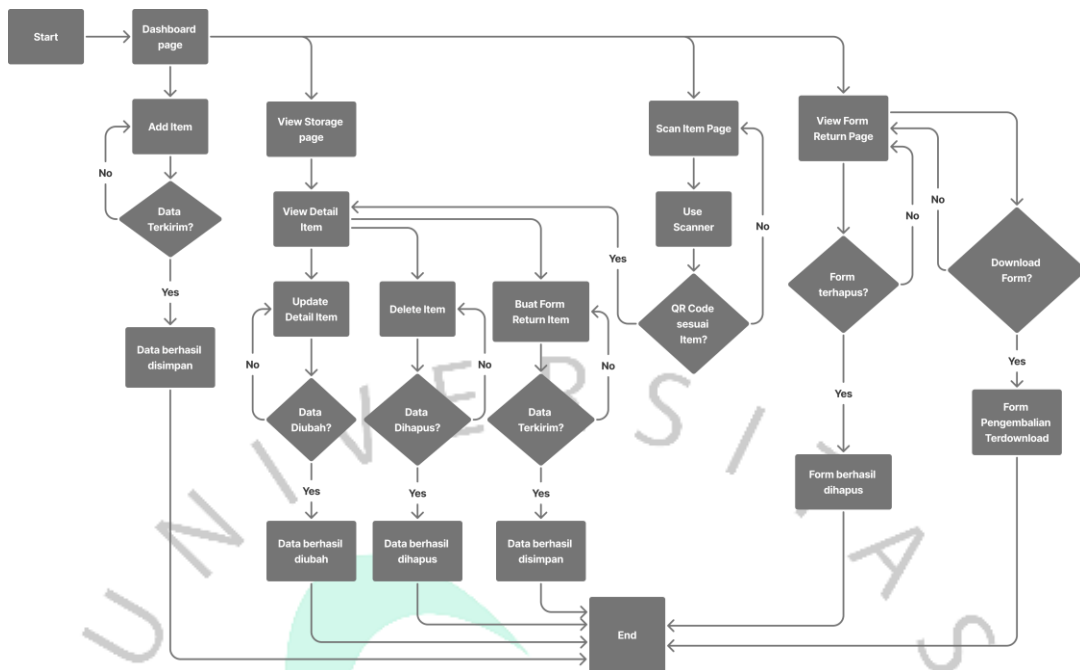 Start
Dashboard
page
Add Item
No
Data
Terkirim?
Yes
Data berhasil
disimpan
View Storage
page
View Detail
Item
Update
Detail Item
No
Data
Diubah?
Yes
Data berhasil
diubah
Delete Item
No
Data
Dihapus?
Yes
Data berhasil
dihapus
Buat Form
Return Item
No
Data
Terkirim?
Yes
Data berhasil
disimpan
Scan Item Page
Use
Scanner
No
Yes
QR Code
sesuai
Item?
View Form
Return Page
No
Form
terhapus?
Yes
Form berhasil
dihapus
No
Download
Form?
Yes
Form
Pengembalian
Terdownload
End
UNIVERSITAS